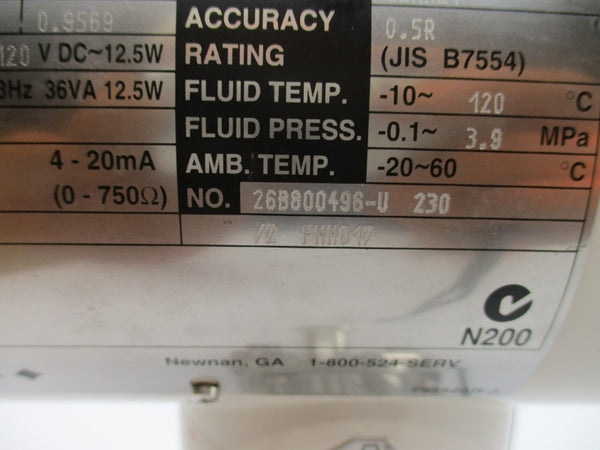 0.9569 ACCURACY 0.5R
120 V DC~12.5W RATING (JIS B7554)
Hz 36VA 12.5W FLUID TEMP. -10~ 120 °C
FLUID PRESS. -0.1~ 3.9 MPa
4 - 20mA AMB. TEMP. -20~60 °C
(0 - 750Ω) NO. 26B800496-U 230
/2
N200
Newnan, GA 1-800-524-SERV